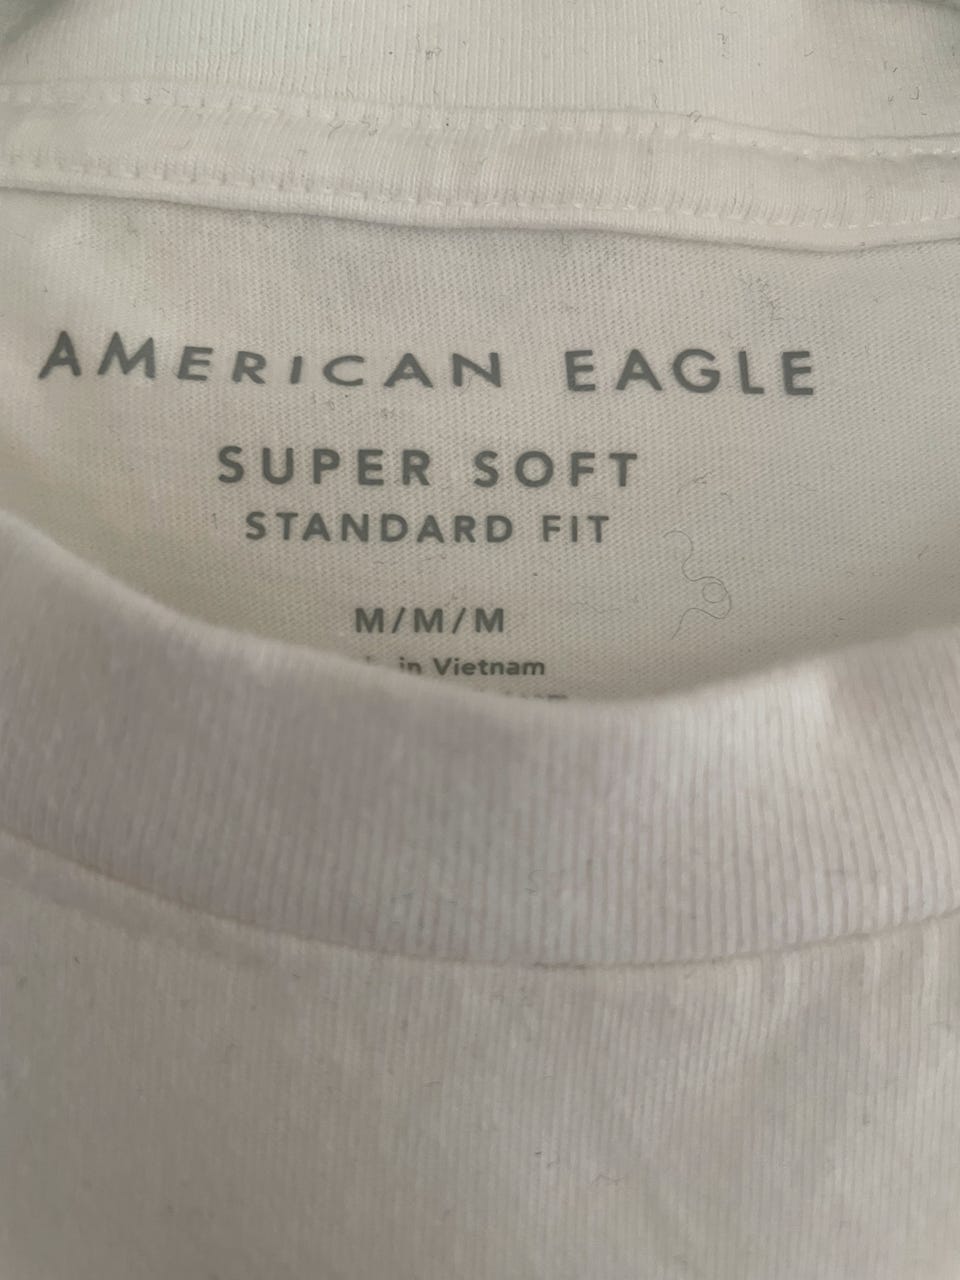 AMERICAN EAGLE
SUPER SOFT
STANDARD FIT
M/M/M
in Vietnam